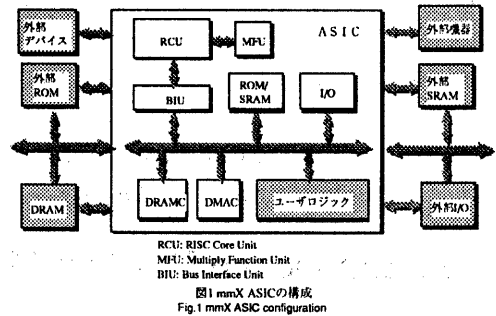 外部
デバイス
外部
ROM
DRAM
ASIC
RCU
MFU
BIU
ROM/
SRAM
I/O
DRAMC
DMAC
ユーザロジック
外部機器
外部
SRAM
外部I/O
RCU: RISC Core Unit
MFU: Multiply Function Unit
BIU: Bus Interface Unit
図1 mmX ASICの構成
Fig.1 mmX ASIC configuration